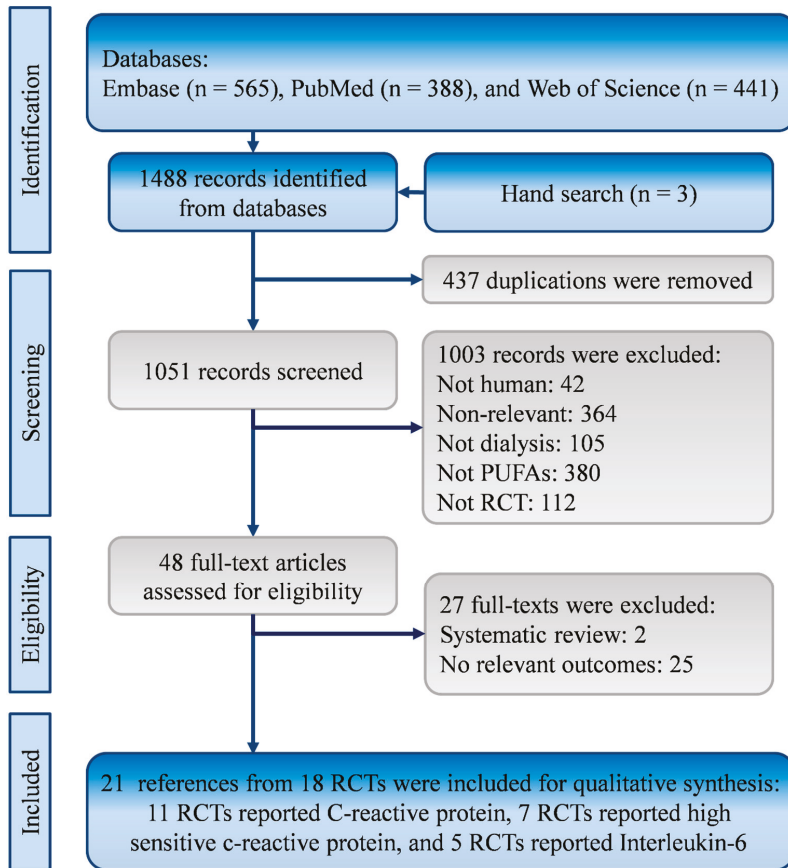 Identification
Databases:
Embase (n = 565), PubMed (n = 388), and Web of Science (n = 441)
1488 records identified
from databases
Hand search (n = 3)
437 duplications were removed
Screening
1051 records screened
1003 records were excluded:
Not human: 42
Non-relevant: 364
Not dialysis: 105
Not PUFAs: 380
Not RCT: 112
Eligibility
48 full-text articles
assessed for eligibility
27 full-texts were excluded:
Systematic review: 2
No relevant outcomes: 25
Included
21 references from 18 RCTs were included for qualitative synthesis:
11 RCTs reported C-reactive protein, 7 RCTs reported high
sensitive c-reactive protein, and 5 RCTs reported Interleukin-6